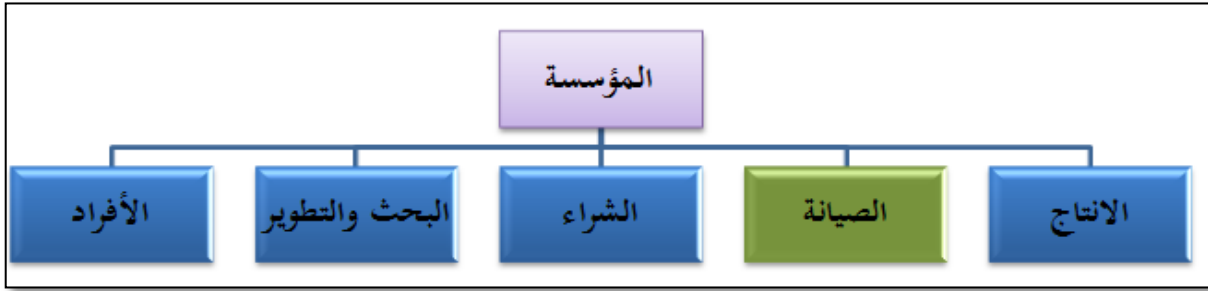 المؤسسة
الانتاج
الصيانة
الشراء
البحث والتطوير
الأفراد